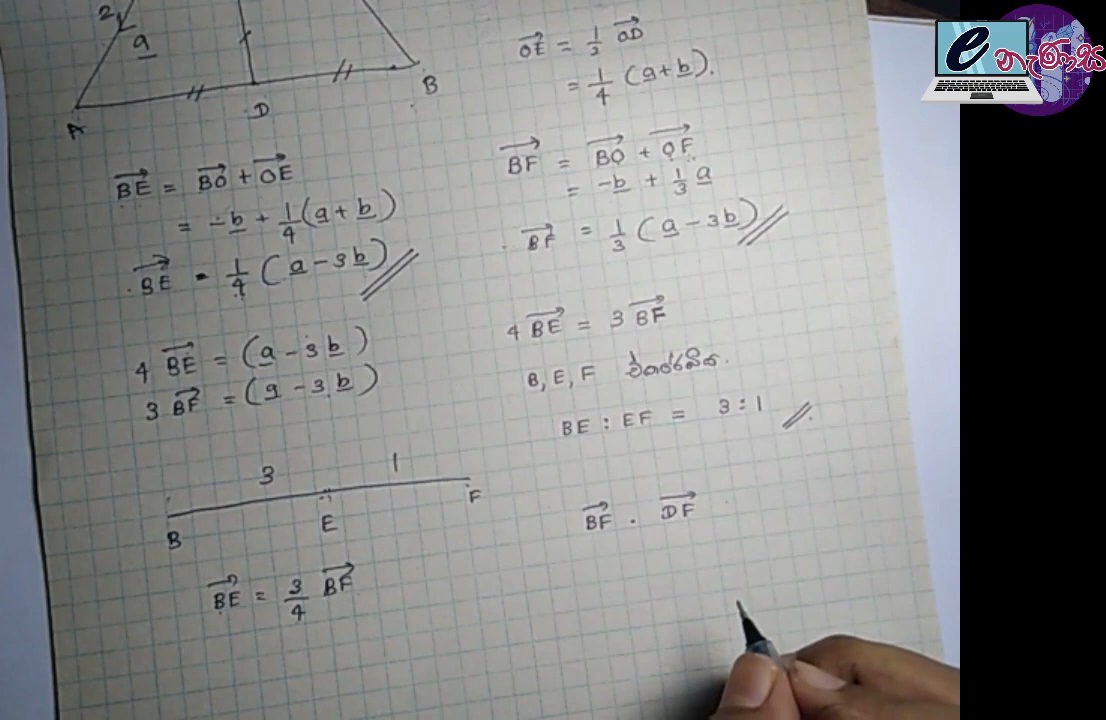 2
a
A
D
B
OE = 1/2 OD
= 1/4 (a+b).
BE = BO + OE
= -b + 1/4 (a + b)
BE = 1/4 (a - 3b)
BF = BO + OF
= -b + 1/3 a
BF = 1/3 (a - 3b)
4 BE = (a - 3b)
3 BF = (a - 3b)
4 BE = 3 BF
B, E, F ඒකරේඛීය.
BE : EF = 3 : 1
3 1
B E F
BE = 3/4 BF
BF . DF
e නැණස